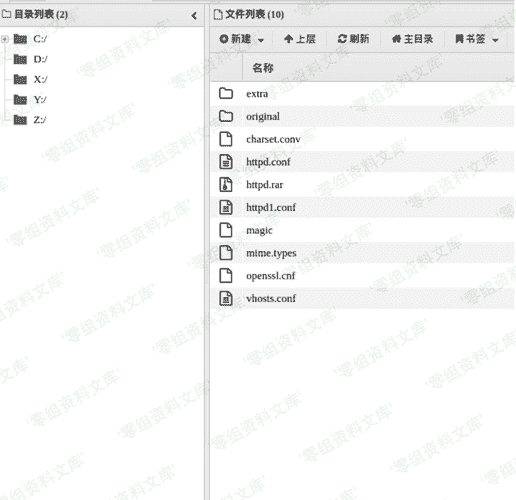 目录列表 (2)
C:/
D:/
X:/
Y:/
Z:/
文件列表 (10)
新建 上层 刷新 主目录 书签
名称
extra
original
charset.conv
httpd.conf
httpd.rar
httpd1.conf
magic
mime.types
openssl.cnf
vhosts.conf
'零组资料文库'